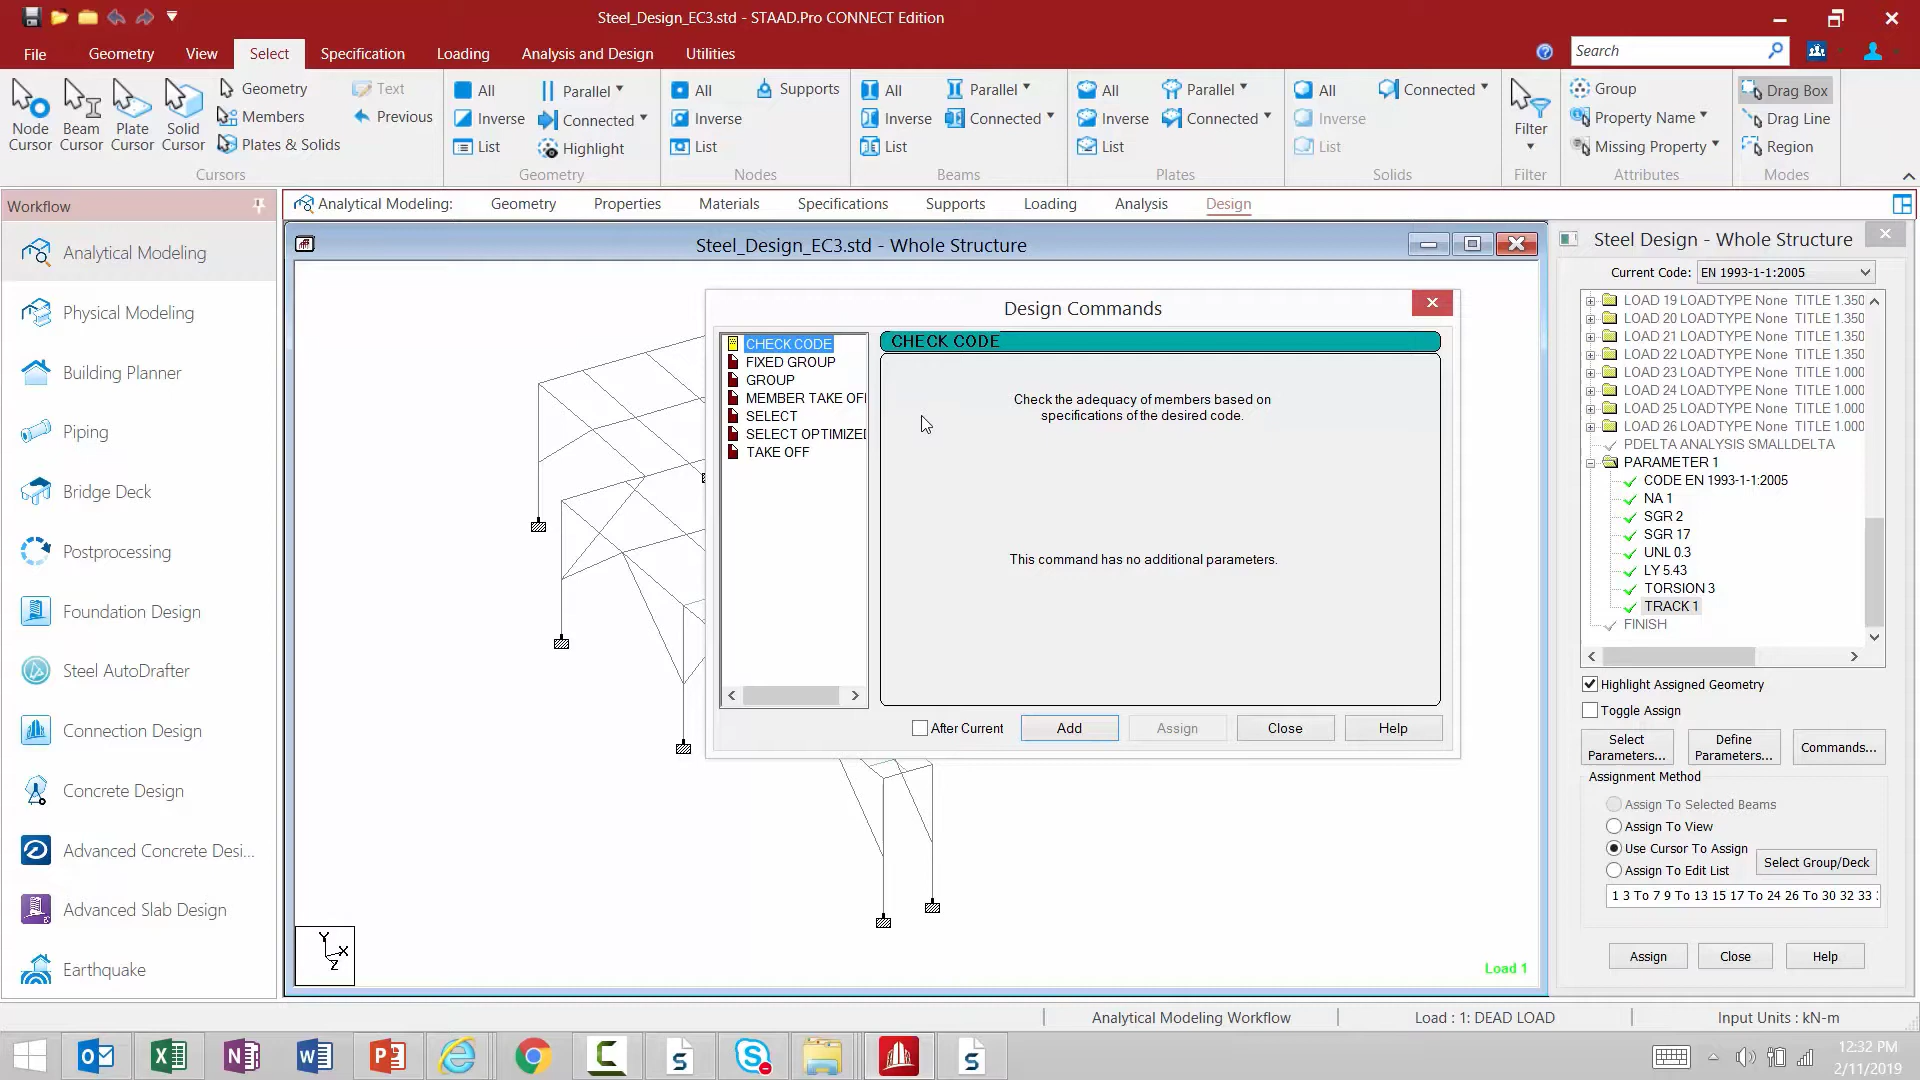 Steel_Design_EC3.std - STAAD.Pro CONNECT Edition
File
Geometry
View
Select
Specification
Loading
Analysis and Design
Utilities
Search
Node Cursor
Beam Cursor
Plate Cursor
Solid Cursor
Geometry
Members
Plates & Solids
Text
Previous
Cursors
All
Inverse
List
Parallel
Connected
Highlight
Geometry
All
Inverse
List
Supports
Nodes
All
Inverse
List
Parallel
Connected
Beams
All
Inverse
List
Parallel
Connected
Plates
All
Inverse
List
Connected
Solids
Filter
Filter
Group
Property Name
Missing Property
Attributes
Drag Box
Drag Line
Region
Modes
Workflow
Analytical Modeling
Physical Modeling
Building Planner
Piping
Bridge Deck
Postprocessing
Foundation Design
Steel AutoDrafter
Connection Design
Concrete Design
Advanced Concrete Desi...
Advanced Slab Design
Earthquake
Analytical Modeling:
Geometry
Properties
Materials
Specifications
Supports
Loading
Analysis
Design
Steel_Design_EC3.std - Whole Structure
Design Commands
CHECK CODE
FIXED GROUP
GROUP
MEMBER TAKE OF
SELECT
SELECT OPTIMIZE
TAKE OFF
CHECK CODE
Check the adequacy of members based on
specifications of the desired code.
This command has no additional parameters.
After Current
Add
Assign
Close
Help
Y
X
Z
Load 1
Steel Design - Whole Structure
Current Code: EN 1993-1-1:2005
LOAD 19 LOADTYPE None TITLE 1.350
LOAD 20 LOADTYPE None TITLE 1.350
LOAD 21 LOADTYPE None TITLE 1.350
LOAD 22 LOADTYPE None TITLE 1.350
LOAD 23 LOADTYPE None TITLE 1.000
LOAD 24 LOADTYPE None TITLE 1.000
LOAD 25 LOADTYPE None TITLE 1.000
LOAD 26 LOADTYPE None TITLE 1.000
PDELTA ANALYSIS SMALLDELTA
PARAMETER 1
CODE EN 1993-1-1:2005
NA 1
SGR 2
SGR 17
UNL 0.3
LY 5.43
TORSION 3
TRACK 1
FINISH
Highlight Assigned Geometry
Toggle Assign
Select Parameters...
Define Parameters...
Commands...
Assignment Method
Assign To Selected Beams
Assign To View
Use Cursor To Assign
Assign To Edit List
Select Group/Deck
1 3 To 7 9 To 13 15 17 To 24 26 To 30 32 33
Assign
Close
Help
Analytical Modeling Workflow
Load : 1: DEAD LOAD
Input Units : kN-m
12:32 PM
2/11/2019